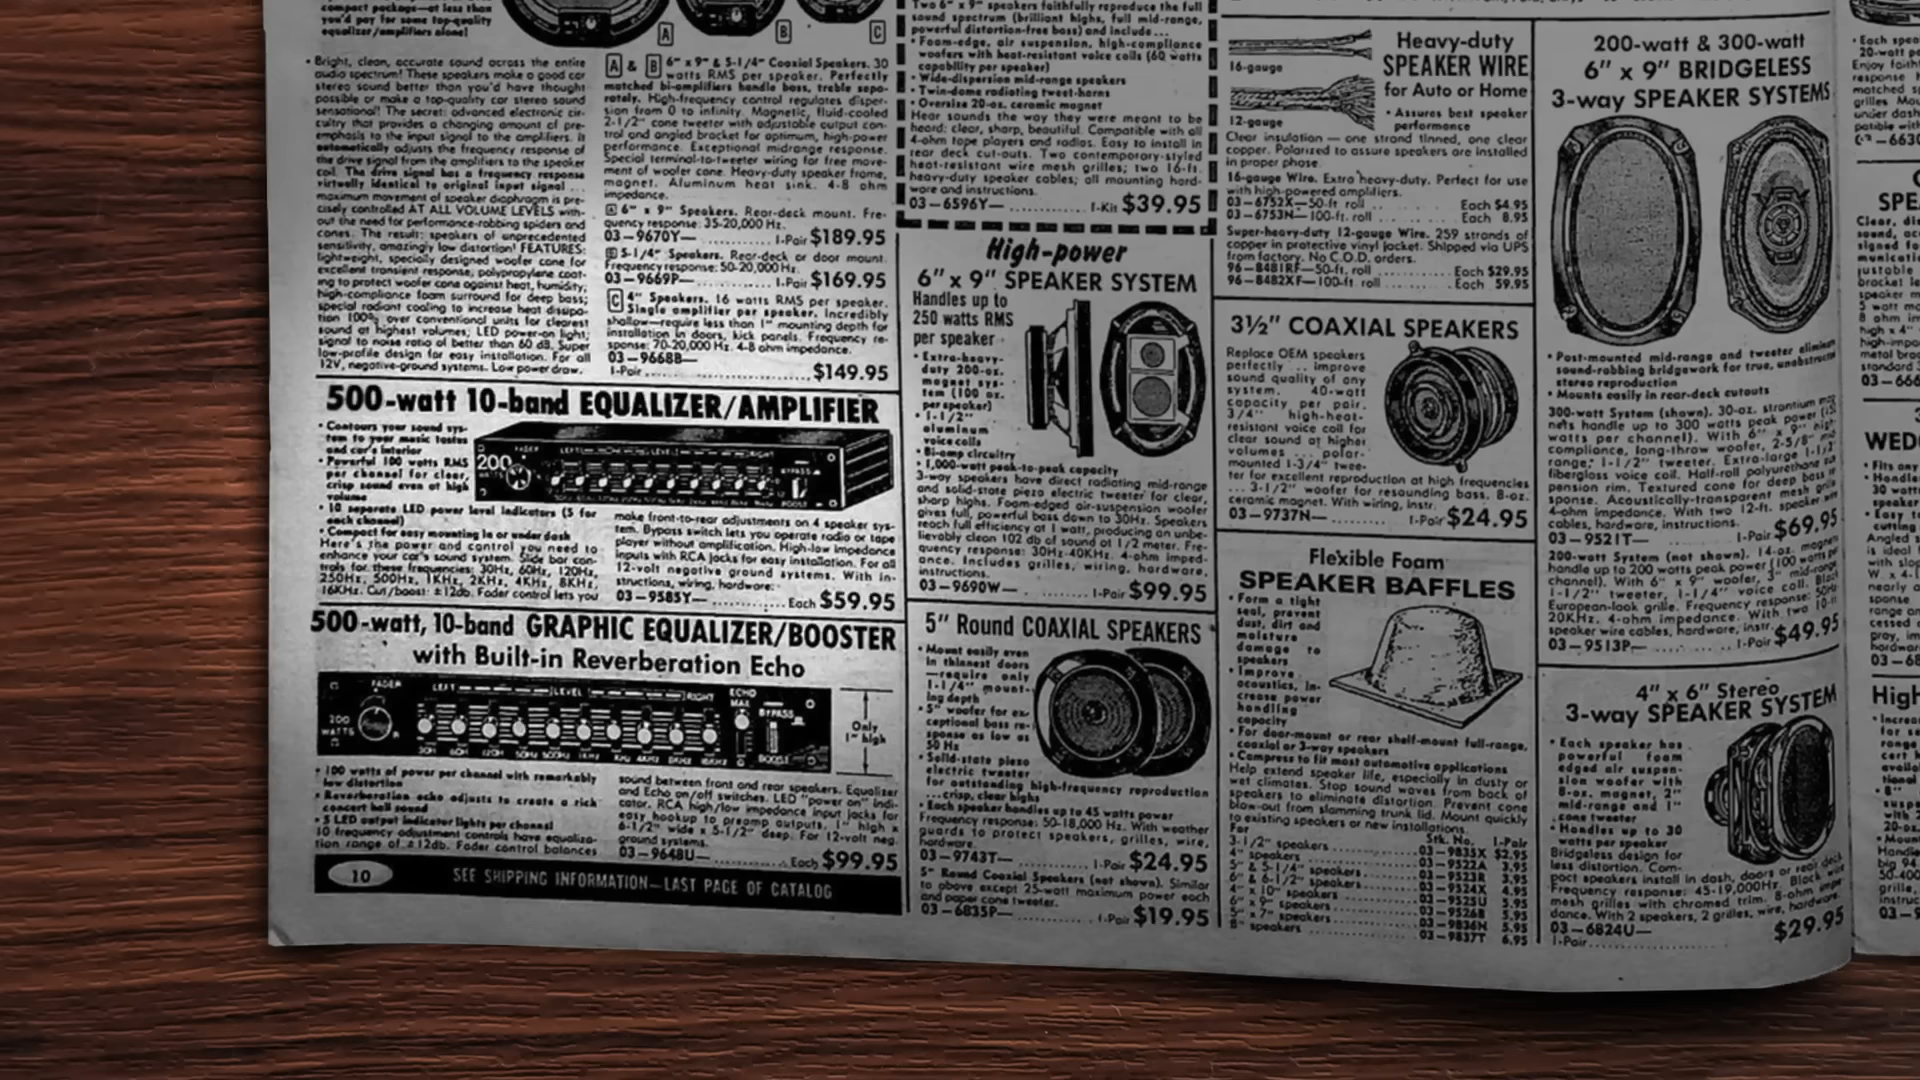 compact package—at less than
you'd pay for some top-quality
equalizer/amplifiers alone!
A
B
C
• Bright, clean, accurate sound across the entire
audio spectrum! These speakers make a good car
stereo sound better than you'd have thought
possible or make a top-quality car stereo sound
sensational! The secret: advanced electronic cir-
cuitry that provides a changing amount of pre-
emphasis to the input signal to the amplifiers. It
automatically adjusts the frequency response of
the drive signal from the amplifiers to the speaker
coil. The drive signal has a frequency response
virtually identical to original input signal ...
maximum movement of speaker diaphragm is pre-
cisely controlled AT ALL VOLUME LEVELS with-
out the need for performance-robbing spiders and
cones. The result: speakers of unprecedented
sensitivity, amazingly low distortion! FEATURES:
lightweight, specially designed woofer cone for
excellent transient response; polypropylene coat-
ing to protect woofer cone against heat, humidity;
high-compliance foam surround for deep bass;
special radiant cooling to increase heat dissipa-
tion 100% over conventional units for clearest
sound at highest volumes; LED power-on light;
signal to noise ratio of better than 60 dB. Super
low-profile design for easy installation. For all
12V, negative-ground systems. Low power draw.
A & B 6" x 9" & 5-1/4" Coaxial Speakers. 30
watts RMS per speaker. Perfectly
matched bi-amplifiers handle bass, treble sepa-
rately. High-frequency control regulates disper-
sion from 0 to infinity. Magnetic, fluid-cooled
2-1/2" cone tweeter with adjustable output con-
trol and angled bracket for optimum, high-power
performance. Exceptional midrange response.
Special terminal-to-tweeter wiring for free move-
ment of woofer cone. Heavy-duty speaker frame,
magnet. Aluminum heat sink. 4-8 ohm
impedance.
A 6" x 9" Speakers. Rear-deck mount. Fre-
quency response: 35-20,000 Hz.
03—9670Y— 1-Pair $189.95
B 5-1/4" Speakers. Rear-deck or door mount.
Frequency response: 50-20,000 Hz.
03—9669P— 1-Pair $169.95
C 4" Speakers. 16 watts RMS per speaker.
Single amplifier per speaker. Incredibly
shallow—require less than 1" mounting depth for
installation in doors, kick panels. Frequency re-
sponse: 70-20,000 Hz. 4-8 ohm impedance.
03—9668B—
1-Pair $149.95
500-watt 10-band EQUALIZER/AMPLIFIER
• Contours your sound sys-
tem to your music tastes
and car's interior
• Powerful 100 watts RMS
per channel for clear,
crisp sound even at high
volume
• 10 separate LED power level indicators (5 for
each channel)
• Compact for easy mounting in or under dash
Here's the power and control you need to
enhance your car's sound system. Slide bar con-
trols for these frequencies: 30Hz, 60Hz, 120Hz,
250Hz, 500Hz, 1KHz, 2KHz, 4KHz, 8KHz,
16KHz. Cut/boost: ±12db. Fader control lets you
FADER
LEFT
LEVEL
RIGHT
BYPASS
200
WATTS
BOOST
make front-to-rear adjustments on 4 speaker sys-
tem. Bypass switch lets you operate radio or tape
player without amplification. High-low impedance
inputs with RCA jacks for easy installation. For all
12-volt negative ground systems. With in-
structions, wiring, hardware.
03—9585Y— Each $59.95
500-watt, 10-band GRAPHIC EQUALIZER/BOOSTER
with Built-in Reverberation Echo
FADER
LEFT
LEVEL
RIGHT
ECHO
MAX
BYPASS
200
WATTS
BOOST
Only
1" high
• 100 watts of power per channel with remarkably
low distortion
• Reverberation echo adjusts to create a rich
concert hall sound
• 5 LED output indicator lights per channel
10 frequency adjustment controls have equaliza-
tion range of ±12db. Fader control balances
sound between front and rear speakers. Equalizer
and Echo on/off switches. LED "power on" indi-
cator. RCA high/low impedance input jacks for
easy hookup to preamp outputs. 1" high x
6-1/2" wide x 5-1/2" deep. For 12-volt neg.
ground systems.
03—9648U— Each $99.95
10
SEE SHIPPING INFORMATION—LAST PAGE OF CATALOG
Two 6" x 9" speakers faithfully reproduce the full
sound spectrum (brilliant highs, full mid-range,
powerful distortion-free bass) and include ...
• Foam-edge, air suspension, high-compliance
woofers with heat-resistant voice coils (60 watts
capability per speaker)
• Wide-dispersion mid-range speakers
• Twin-dome radiating tweet-horns
• Oversize 20-oz. ceramic magnet
Hear sounds the way they were meant to be
heard: clear, sharp, beautiful. Compatible with all
4-ohm tape players and radios. Easy to install in
rear deck cut-outs. Two contemporary-styled
heat-resistant wire mesh grilles; two 16-ft.
heavy-duty speaker cables; all mounting hard-
ware and instructions.
03—6596Y— 1-Kit $39.95
High-power
6" x 9" SPEAKER SYSTEM
Handles up to
250 watts RMS
per speaker
• Extra-heavy-
duty 200-oz.
magnet sys-
tem (100 oz.
per speaker)
• 1-1/2"
aluminum
voice coils
• Bi-amp circuitry
• 1,000-watt peak-to-peak capacity
3-way speakers have direct radiating mid-range
and solid-state piezo electric tweeter for clear,
sharp highs. Foam-edged air-suspension woofer
gives full, powerful bass down to 30Hz. Speakers
reach full efficiency at 1 watt, producing an unbe-
lievably clean 102 db of sound at 1/2 meter. Fre-
quency response: 30Hz-40KHz. 4-ohm imped-
ance. Includes grilles, wiring, hardware,
instructions.
03—9690W— 1-Pair $99.95
5" Round COAXIAL SPEAKERS
• Mount easily even
in thinnest doors
—require only
1-1/4" mount-
ing depth
• 5" woofer for ex-
ceptional bass re-
sponse as low as
50 Hz
• Solid-state piezo
electric tweeter
for outstanding high-frequency reproduction
...crisp, clear highs
• Each speaker handles up to 45 watts power
Frequency response: 50-18,000 Hz. With weather
guards to protect speakers, grilles, wire,
hardware.
03—9743T— 1-Pair $24.95
5" Round Coaxial Speakers (not shown). Similar
to above except 25-watt maximum power each
and paper cone tweeter.
03—6835P— 1-Pair $19.95
16-gauge
12-gauge
Heavy-duty
SPEAKER WIRE
for Auto or Home
• Assures best speaker
performance
Clear insulation — one strand tinned, one clear
copper. Polarized to assure speakers are installed
in proper phase.
16-gauge Wire. Extra heavy-duty. Perfect for use
with high-powered amplifiers.
03—6752X—50-ft. roll Each $4.95
03—6753N—100-ft. roll Each 8.95
Super-heavy-duty 12-gauge Wire. 259 strands of
copper in protective vinyl jacket. Shipped via UPS
from factory. No C.O.D. orders.
96—8481RF—50-ft. roll Each $29.95
96—8482XF—100-ft. roll Each 59.95
3½" COAXIAL SPEAKERS
Replace OEM speakers
perfectly .. improve
sound quality of any
system. 40-watt
capacity per pair.
3/4" high-heat-
resistant voice coil for
clear sound at higher
volumes ... polar-
mounted 1-3/4" twee-
ter for excellent reproduction at high frequencies
... 3-1/2" woofer for resounding bass. 8-oz.
ceramic magnet. With wiring, instr.
03—9737N— 1-Pair $24.95
Flexible Foam
SPEAKER BAFFLES
• Form a tight
seal, prevent
dust, dirt and
moisture
damage to
speakers
• Improve
acoustics, in-
crease power
handling
capacity
• For door-mount or rear shelf-mount full-range,
coaxial or 3-way speakers
• Compress to fit most automotive applications
Help extend speaker life, especially in dusty or
wet climates. Stop sound waves from back of
speakers to eliminate distortion. Prevent cone
blow-out from slamming trunk lid. Mount quickly
to existing speakers or new installations.
For Stk. No. 1-Pair
3-1/2" speakers 03—9835X $2.95
4" speakers 03—9522A 3.95
5" & 5-1/4" speakers 03—9523R 3.95
6" & 6-1/2" speakers 03—9524X 4.95
4" x 10" speakers 03—9525U 5.95
6" x 9" speakers 03—9526B 5.95
5" x 7" speakers 03—9836N 5.95
8" speakers 03—9837T 6.95
200-watt & 300-watt
6" x 9" BRIDGELESS
3-way SPEAKER SYSTEMS
• Post-mounted mid-range and tweeter eliminate
sound-robbing bridgework for true, unobstructed
stereo reproduction
• Mounts easily in rear-deck cutouts
300-watt System (shown). 30-oz. strontium mag-
nets handle up to 300 watts peak power (150
watts per channel). With 6" x 9" high-
compliance, long-throw woofer, 2-5/8" mid-
range; 1-1/2" tweeter. Extra-large 1-1/2"
fiberglass voice coil. Half-roll polyurethane sus-
pension rim. Textured cone for deep bass re-
sponse. Acoustically-transparent mesh grille
4-ohm impedance. With two 12-ft. speaker wire
cables, hardware, instructions.
03—9521T— 1-Pair $69.95
200-watt System (not shown). 14-oz. magnets
handle up to 200 watts peak power (100 watts per
channel). With 6" x 9" woofer, 3" midrange
1-1/2" tweeter, 1-1/4" voice coil. Black
European-look grille. Frequency response: 50Hz-
20KHz. 4-ohm impedance. With two 10-ft.
speaker wire cables, hardware, instr.
03—9513P— 1-Pair $49.95
4" x 6" Stereo
3-way SPEAKER SYSTEM
• Each speaker has
powerful foam
edged air suspen-
sion woofer with
8-oz. magnet, 2"
mid-range and 1"
cone tweeter
• Handles up to 30
watts per speaker
Bridgeless design for
less distortion. Com-
pact speakers install in dash, doors or rear deck
Frequency response: 45-19,000Hz. Black wire
mesh grilles with chromed trim. 8-ohm impe-
dance. With 2 speakers, 2 grilles, wire, hardware.
03—6824U—
1-Pair $29.95